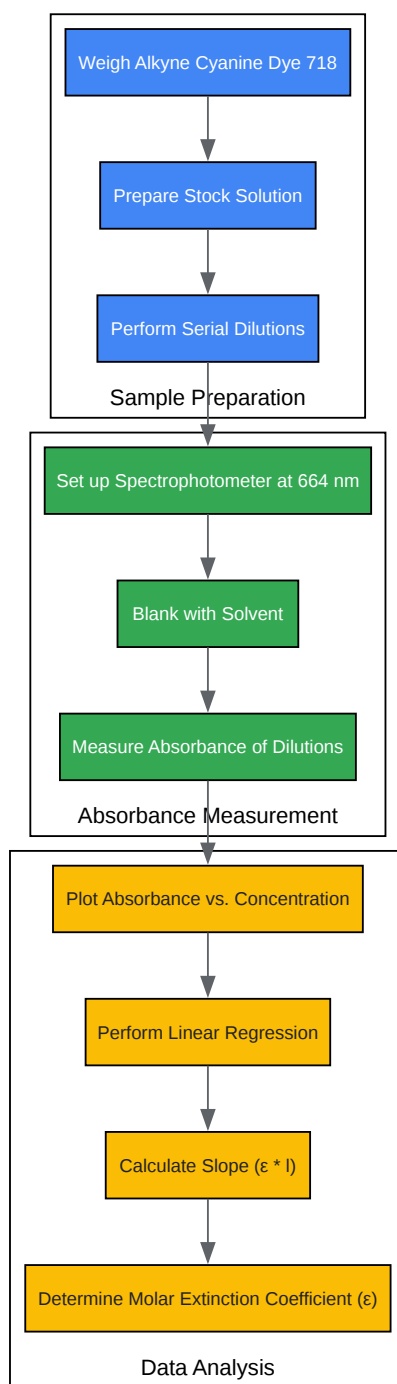 Weigh Alkyne Cyanine Dye 718
Prepare Stock Solution
Perform Serial Dilutions
Sample Preparation
Set up Spectrophotometer at 664 nm
Blank with Solvent
Measure Absorbance of Dilutions
Absorbance Measurement
Plot Absorbance vs. Concentration
Perform Linear Regression
Calculate Slope (ε * l)
Determine Molar Extinction Coefficient (ε)
Data Analysis